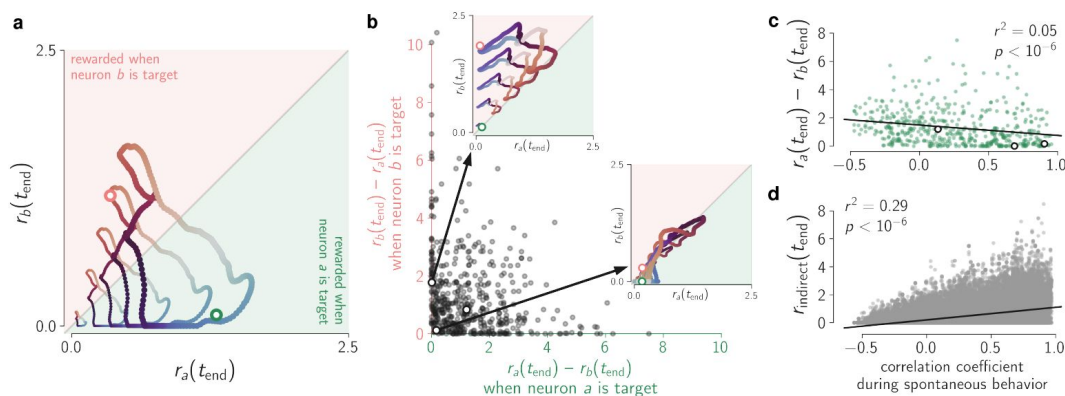 a
2.5
rewarded when
neuron b is target
r_b(t_end)
rewarded when
neuron a is target
0.0
0.0
2.5
r_a(t_end)
b
10
8
6
4
2
0
r_b(t_end) − r_a(t_end)
when neuron b is target
2.5
r_b(t_end)
0.0
0.0
r_a(t_end)
2.5
2.5
r_b(t_end)
0.0
0.0
r_a(t_end)
2.5
0
2
4
6
8
10
r_a(t_end) − r_b(t_end)
when neuron a is target
c
r² = 0.05
p < 10⁻⁶
8
6
4
2
0
r_a(t_end) − r_b(t_end)
−0.5
0.0
0.5
1.0
d
r² = 0.29
p < 10⁻⁶
8
6
4
2
0
r_indirect(t_end)
−0.5
0.0
0.5
1.0
correlation coefficient
during spontaneous behavior